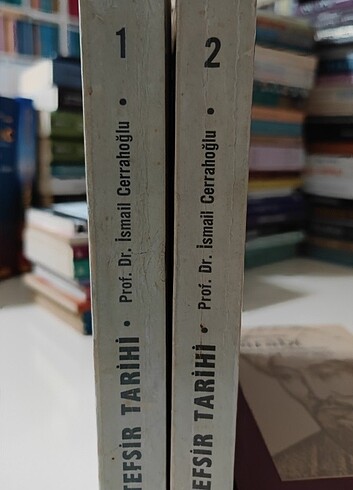 1
TEFSİR TARİHİ • Prof. Dr. İsmail Cerrahoğlu •
2
TEFSİR TARİHİ • Prof. Dr. İsmail Cerrahoğlu •